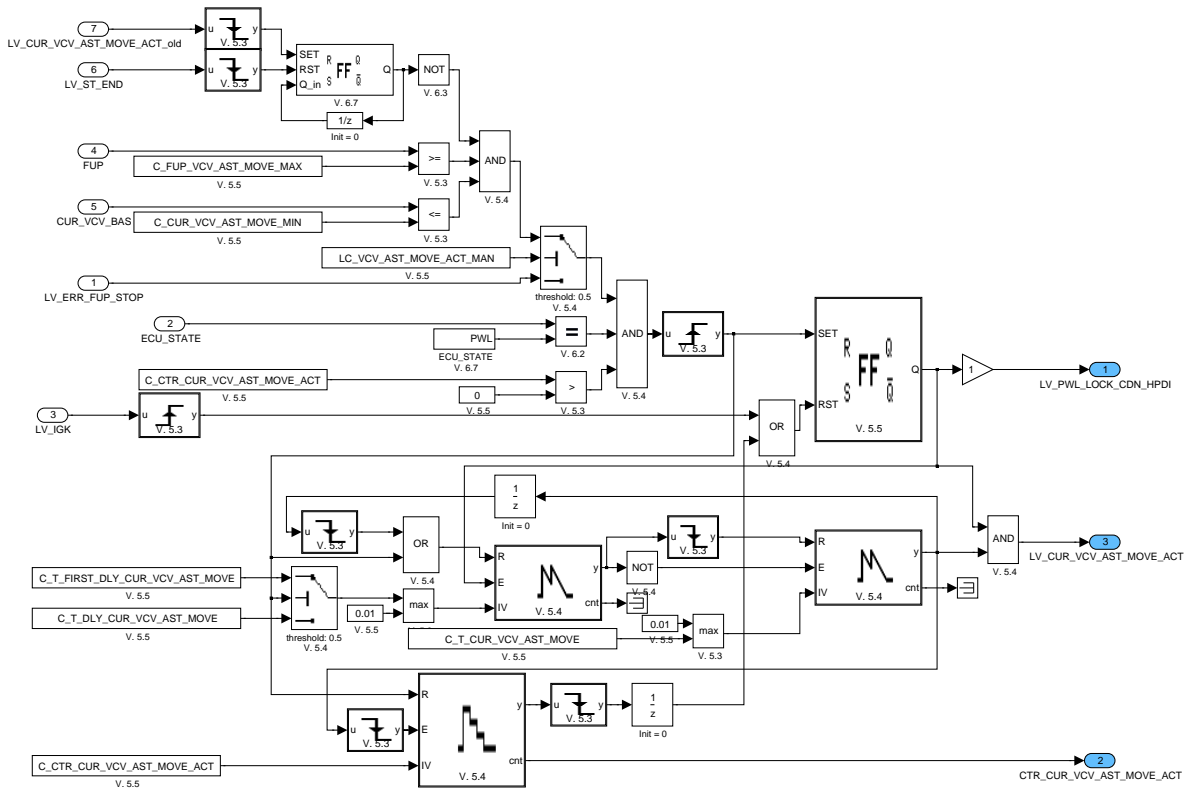 7
LV_CUR_VCV_AST_MOVE_ACT_old
u y
V. 5.3
6
LV_ST_END
u y
V. 5.3
SET
RST
Q_in
R Q
FF
S Q
Q
V. 6.7
NOT
V. 6.3
1/z
Init = 0
4
FUP
C_FUP_VCV_AST_MOVE_MAX
V. 5.5
>=
V. 5.3
AND
V. 5.4
5
CUR_VCV_BAS
C_CUR_VCV_AST_MOVE_MIN
V. 5.5
<=
V. 5.3
LC_VCV_AST_MOVE_ACT_MAN
V. 5.5
1
LV_ERR_FUP_STOP
threshold: 0.5
V. 5.4
2
ECU_STATE
PWL
ECU_STATE
V. 6.7
=
V. 6.2
AND
V. 5.4
u y
V. 5.3
C_CTR_CUR_VCV_AST_MOVE_ACT
V. 5.5
0
V. 5.5
>
V. 5.3
3
LV_IGK
u y
V. 5.3
OR
V. 5.4
SET
RST
R Q
FF
S Q
Q
V. 5.5
1
1
LV_PWL_LOCK_CDN_HPDI
1
z
Init = 0
u y
V. 5.3
OR
V. 5.4
R
E
IV
y
cnt
V. 5.4
u y
V. 5.3
NOT
V. 5.4
R
E
IV
y
cnt
V. 5.4
AND
V. 5.4
3
LV_CUR_VCV_AST_MOVE_ACT
C_T_FIRST_DLY_CUR_VCV_AST_MOVE
V. 5.5
C_T_DLY_CUR_VCV_AST_MOVE
V. 5.5
threshold: 0.5
V. 5.4
0.01
V. 5.5
max
C_T_CUR_VCV_AST_MOVE
V. 5.5
0.01
V. 5.5
max
V. 5.3
u y
V. 5.3
R
E
IV
y
cnt
V. 5.4
u y
V. 5.3
1
z
Init = 0
C_CTR_CUR_VCV_AST_MOVE_ACT
V. 5.5
2
CTR_CUR_VCV_AST_MOVE_ACT